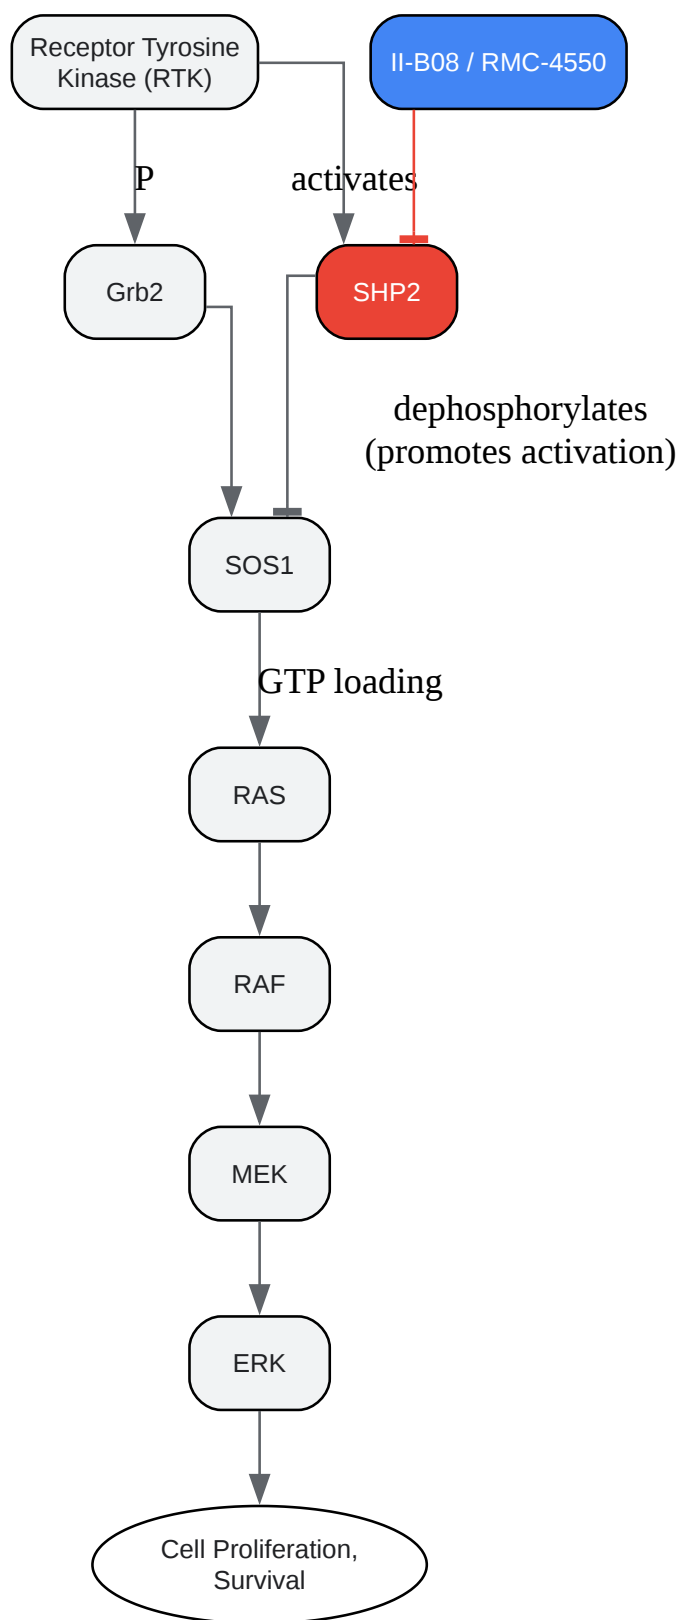 Receptor Tyrosine
Kinase (RTK)
II-B08 / RMC-4550
P
activates
Grb2
SHP2
dephosphorylates
(promotes activation)
SOS1
GTP loading
RAS
RAF
MEK
ERK
Cell Proliferation,
Survival